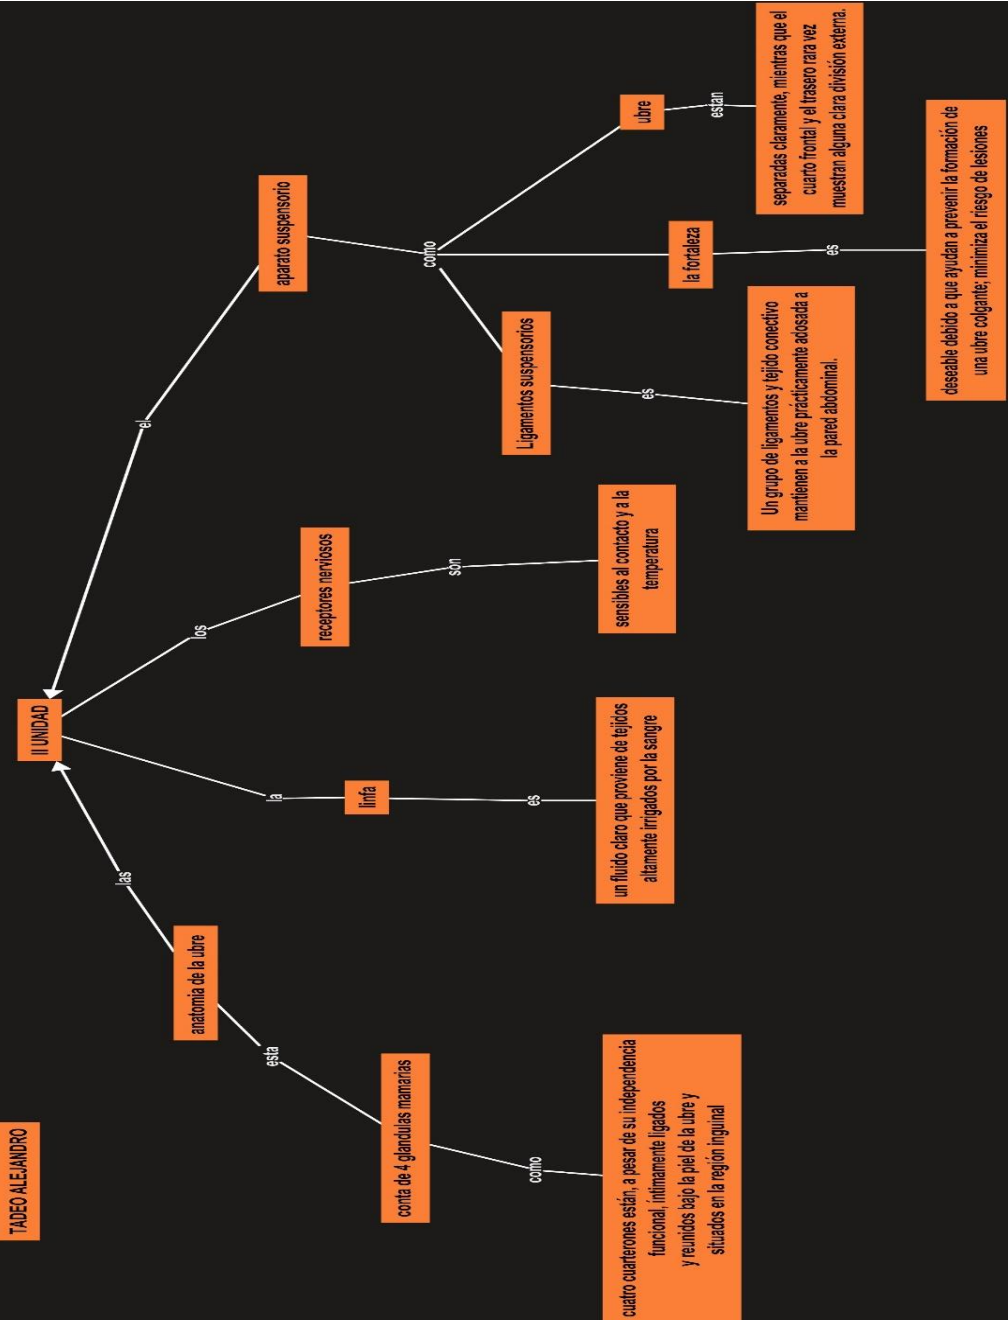 TADEO ALEJANDRO
II UNIDAD
las
anatomia de la ubre
esta
conta de 4 glandulas mamarias
como
cuatro cuarterones están, a pesar de su independencia
funcional, íntimamente ligados
y reunidos bajo la piel de la ubre y
situados en la región inguinal
la
linfa
es
un fluido claro que proviene de tejidos
altamente irrigados por la sangre
los
receptores nerviosos
son
sensibles al contacto y a la
temperatura
el
aparato suspensorio
como
Ligamentos suspensorios
es
Un grupo de ligamentos y tejido conectivo
mantienen a la ubre prácticamente adosada a
la pared abdominal.
la fortaleza
es
deseable debido a que ayudan a prevenir la formación de
una ubre colgante; minimiza el riesgo de lesiones
ubre
estan
separadas claramente, mientras que el
cuarto frontal y el trasero rara vez
muestran alguna clara división externa.